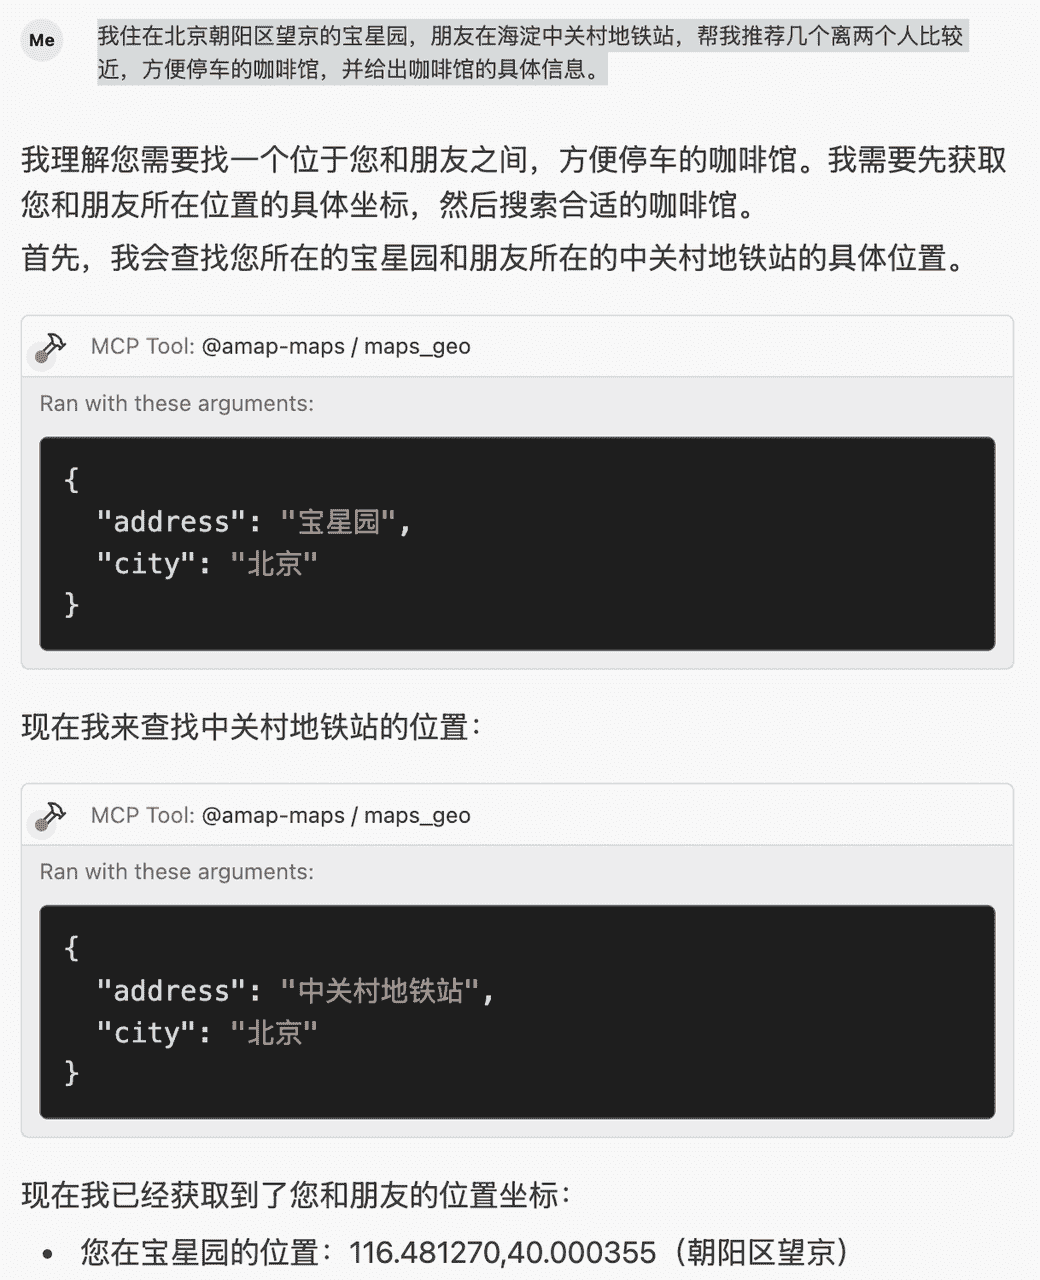 Me
我住在北京朝阳区望京的宝星园，朋友在海淀中关村地铁站，帮我推荐几个离两个人比较
近，方便停车的咖啡馆，并给出咖啡馆的具体信息。
我理解您需要找一个位于您和朋友之间，方便停车的咖啡馆。我需要先获取
您和朋友所在位置的具体坐标，然后搜索合适的咖啡馆。
首先，我会查找您所在的宝星园和朋友所在的中关村地铁站的具体位置。
MCP Tool: @amap-maps / maps_geo
Ran with these arguments:
{
"address": "宝星园",
"city": "北京"
}
现在我来查找中关村地铁站的位置：
MCP Tool: @amap-maps / maps_geo
Ran with these arguments:
{
"address": "中关村地铁站",
"city": "北京"
}
现在我已经获取到了您和朋友的位置坐标：
• 您在宝星园的位置：116.481270,40.000355（朝阳区望京）